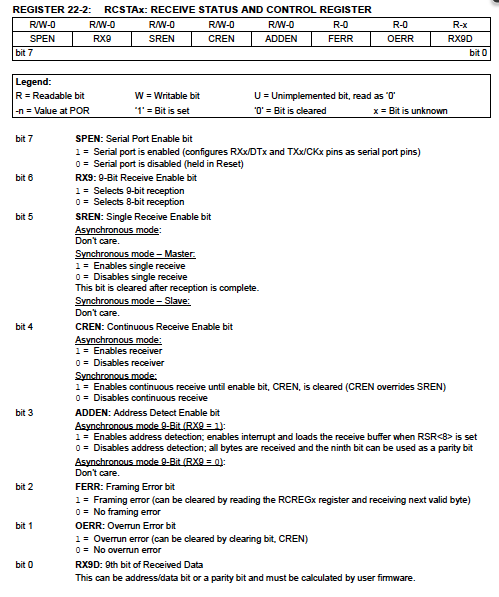 REGISTER 22-2: RCSTAx: RECEIVE STATUS AND CONTROL REGISTER
R/W-0 R/W-0 R/W-0 R/W-0 R/W-0 R-0 R-0 R-x
SPEN RX9 SREN CREN ADDEN FERR OERR RX9D
bit 7 bit 0
Legend:
R = Readable bit W = Writable bit U = Unimplemented bit, read as '0'
-n = Value at POR '1' = Bit is set '0' = Bit is cleared x = Bit is unknown
bit 7 SPEN: Serial Port Enable bit
1 = Serial port is enabled (configures RXx/DTx and TXx/CKx pins as serial port pins)
0 = Serial port is disabled (held in Reset)
bit 6 RX9: 9-Bit Receive Enable bit
1 = Selects 9-bit reception
0 = Selects 8-bit reception
bit 5 SREN: Single Receive Enable bit
Asynchronous mode:
Don't care.
Synchronous mode – Master:
1 = Enables single receive
0 = Disables single receive
This bit is cleared after reception is complete.
Synchronous mode – Slave:
Don't care.
bit 4 CREN: Continuous Receive Enable bit
Asynchronous mode:
1 = Enables receiver
0 = Disables receiver
Synchronous mode:
1 = Enables continuous receive until enable bit, CREN, is cleared (CREN overrides SREN)
0 = Disables continuous receive
bit 3 ADDEN: Address Detect Enable bit
Asynchronous mode 9-Bit (RX9 = 1):
1 = Enables address detection; enables interrupt and loads the receive buffer when RSR<8> is set
0 = Disables address detection; all bytes are received and the ninth bit can be used as a parity bit
Asynchronous mode 9-Bit (RX9 = 0):
Don't care.
bit 2 FERR: Framing Error bit
1 = Framing error (can be cleared by reading the RCREGx register and receiving next valid byte)
0 = No framing error
bit 1 OERR: Overrun Error bit
1 = Overrun error (can be cleared by clearing bit, CREN)
0 = No overrun error
bit 0 RX9D: 9th bit of Received Data
This can be address/data bit or a parity bit and must be calculated by user firmware.